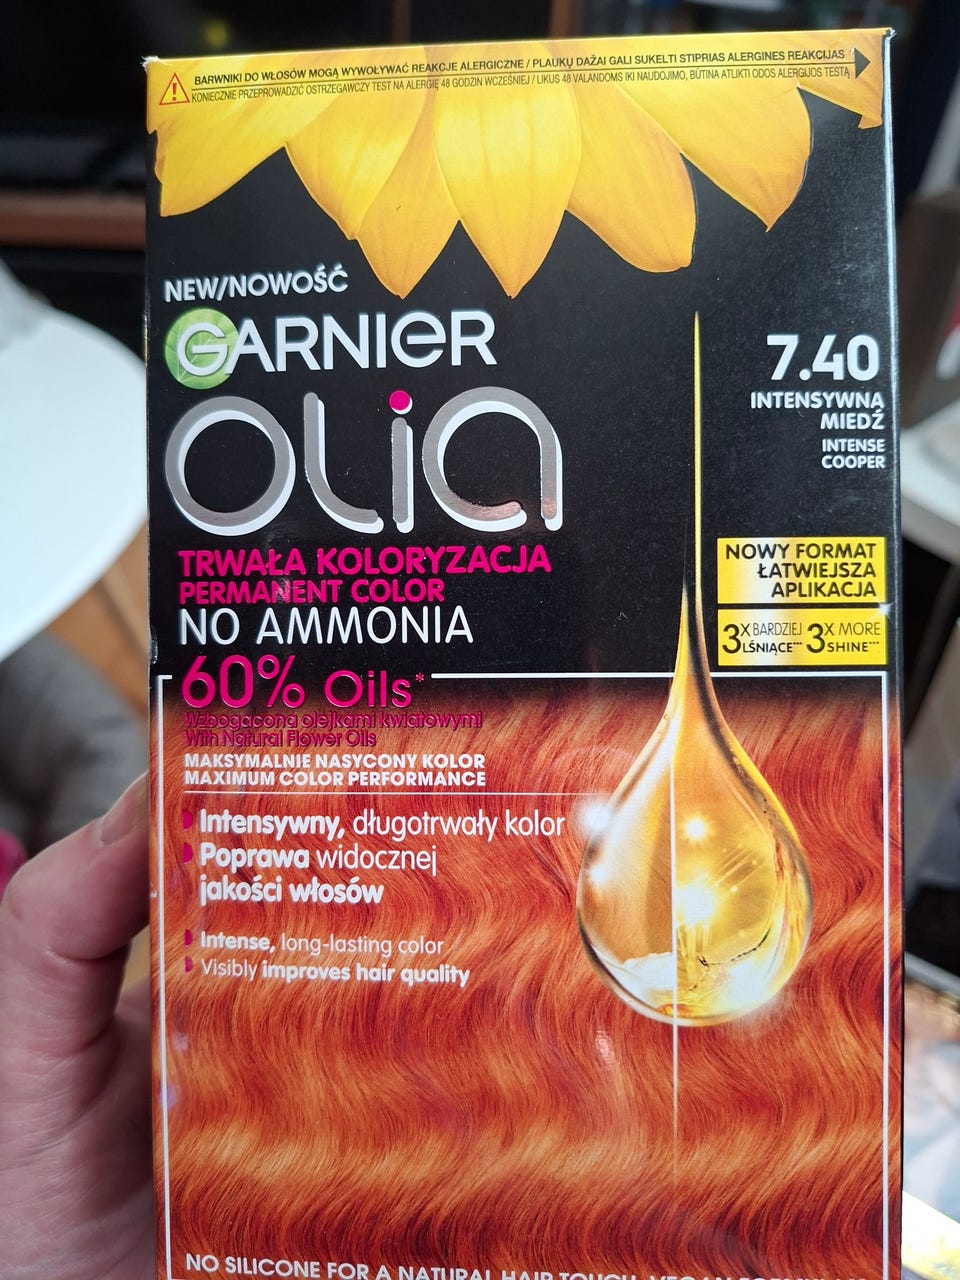 BARWNIKI DO WŁOSÓW MOGĄ WYWOŁYWAĆ REAKCJE ALERGICZNE / PLAUKŲ DAŽAI GALI SUKELTI STIPRIAS ALERGINES REAKCIJAS
KONIECZNIE PRZEPROWADZIĆ OSTRZEGAWCZY TEST NA ALERGIĘ 48 GODZIN WCZEŚNIEJ / LIKUS 48 VALANDOMS IKI NAUDOJIMO, BŪTINA ATLIKTI ODOS ALERGIJOS TESTĄ
NEW/NOWOŚĆ
GARNIER
OLIA
7.40
INTENSYWNA
MIEDŹ
INTENSE
COOPER
TRWAŁA KOLORYZACJA
PERMANENT COLOR
NO AMMONIA
NOWY FORMAT
ŁATWIEJSZA
APLIKACJA
3X BARDZIEJ LŚNIĄCE*** 3X MORE SHINE***
60% Oils*
Wzbogacona olejkami kwiatowymi
With Natural Flower Oils
MAKSYMALNIE NASYCONY KOLOR
MAXIMUM COLOR PERFORMANCE
Intensywny, długotrwały kolor
Poprawa widocznej
jakości włosów
Intense, long-lasting color
Visibly improves hair quality
NO SILICONE FOR A NATURAL HAIR TOUCH. VEGAN